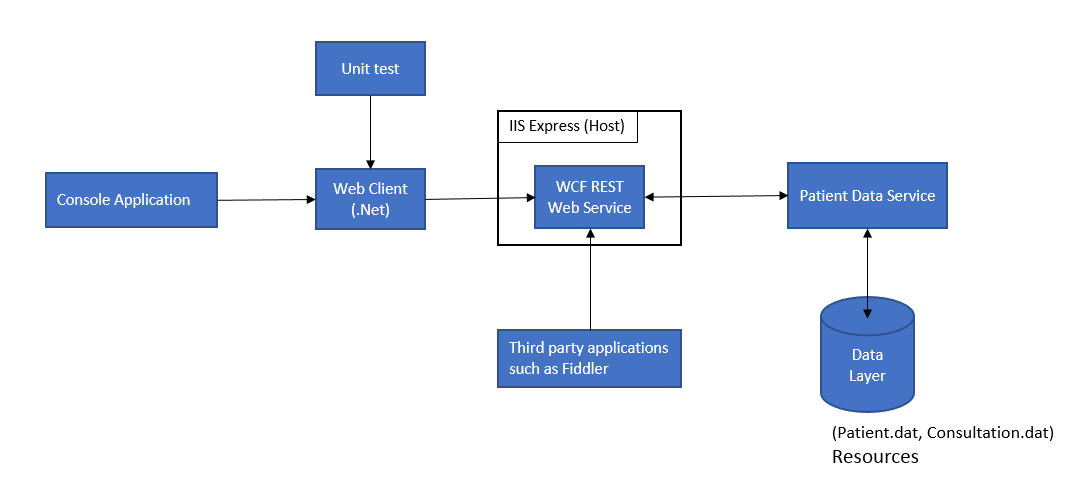 Unit test
IIS Express (Host)
Console Application
Web Client
(.Net)
WCF REST
Web Service
Patient Data Service
Third party applications
such as Fiddler
Data
Layer
(Patient.dat, Consultation.dat)
Resources